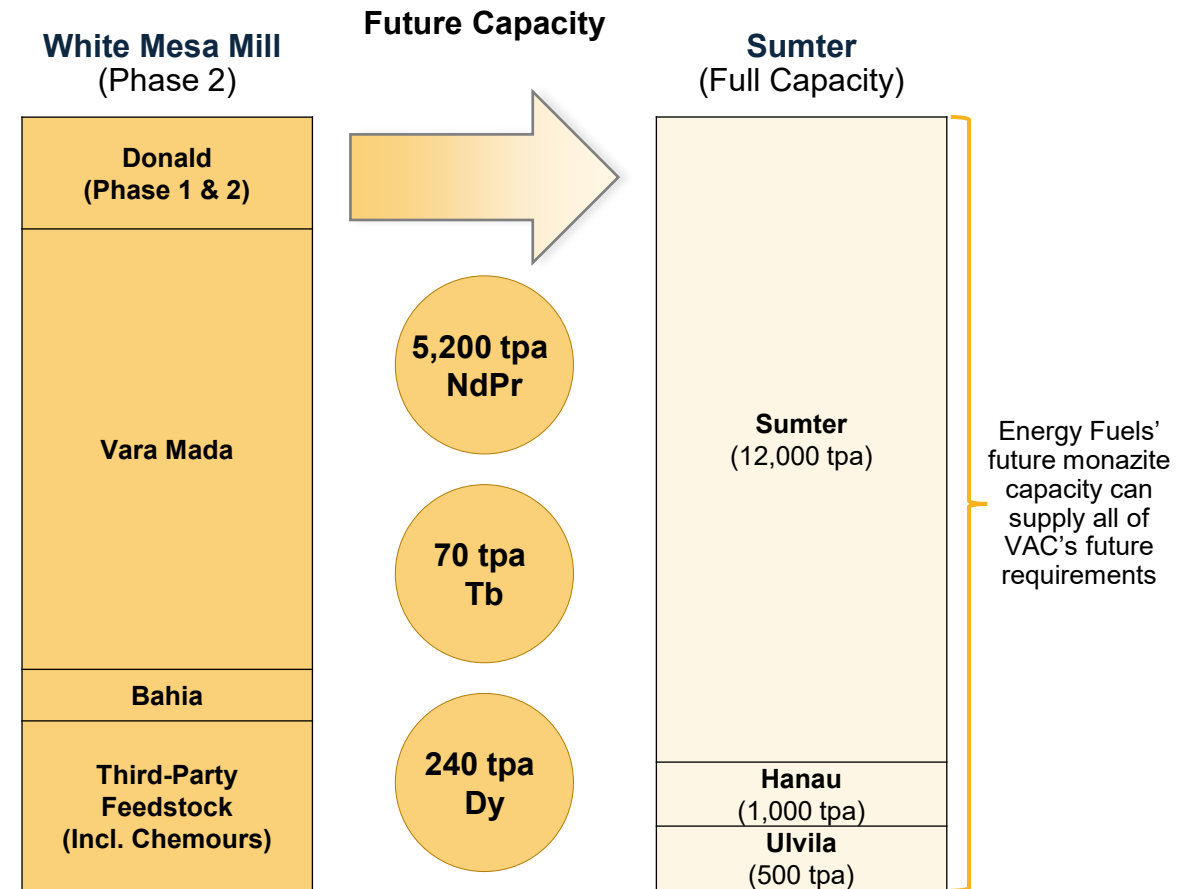 Future Capacity
White Mesa Mill
(Phase 2)
Donald
(Phase 1 & 2)
Vara Mada
Bahia
Third-Party
Feedstock
(Incl. Chemours)
5,200 tpa
NdPr
70 tpa
Tb
240 tpa
Dy
Sumter
(Full Capacity)
Sumter
(12,000 tpa)
Hanau
(1,000 tpa)
Ulvila
(500 tpa)
Energy Fuels’
future monazite
capacity can
supply all of
VAC’s future
requirements